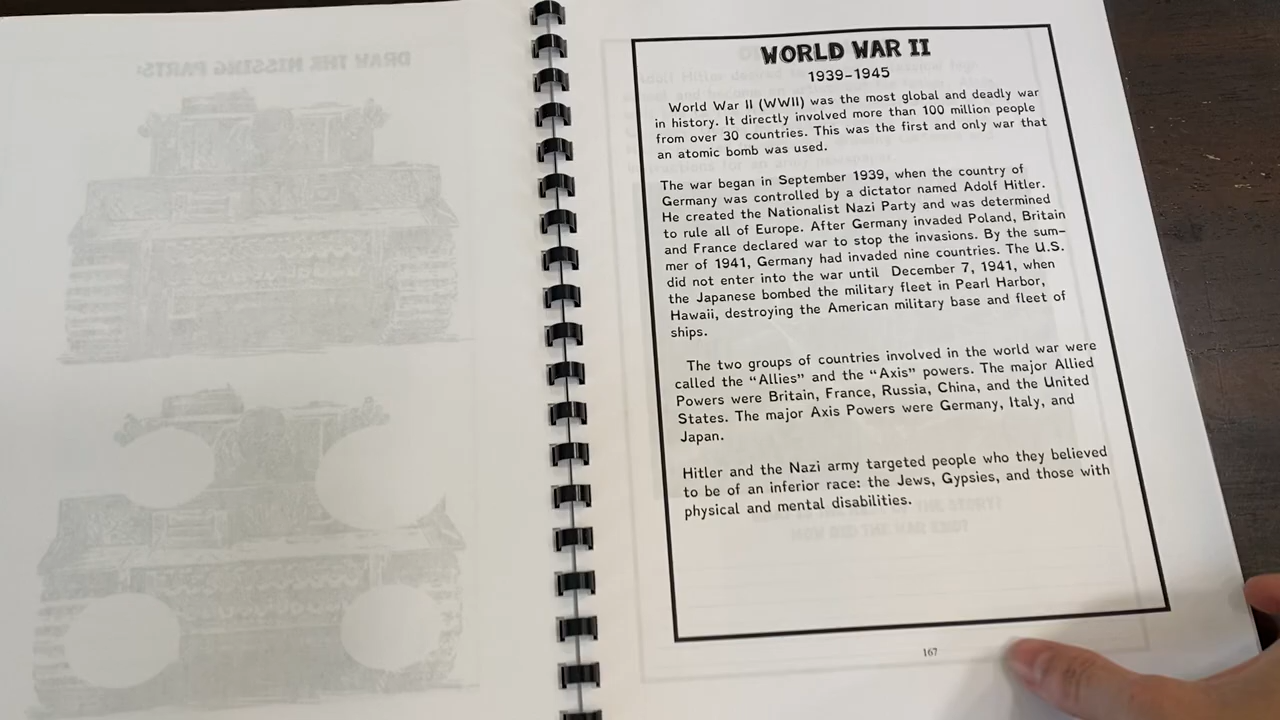 DRAW THE MISSING PARTS:
WORLD WAR II
1939-1945
World War II (WWII) was the most global and deadly war
in history. It directly involved more than 100 million people
from over 30 countries. This was the first and only war that
an atomic bomb was used.
The war began in September 1939, when the country of
Germany was controlled by a dictator named Adolf Hitler.
He created the Nationalist Nazi Party and was determined
to rule all of Europe. After Germany invaded Poland, Britain
and France declared war to stop the invasions. By the sum-
mer of 1941, Germany had invaded nine countries. The U.S.
did not enter into the war until December 7, 1941, when
the Japanese bombed the military fleet in Pearl Harbor,
Hawaii, destroying the American military base and fleet of
ships.
The two groups of countries involved in the world war were
called the “Allies” and the “Axis” powers. The major Allied
Powers were Britain, France, Russia, China, and the United
States. The major Axis Powers were Germany, Italy, and
Japan.
Hitler and the Nazi army targeted people who they believed
to be of an inferior race: the Jews, Gypsies, and those with
physical and mental disabilities.
HOW DID THE WAR END?
167